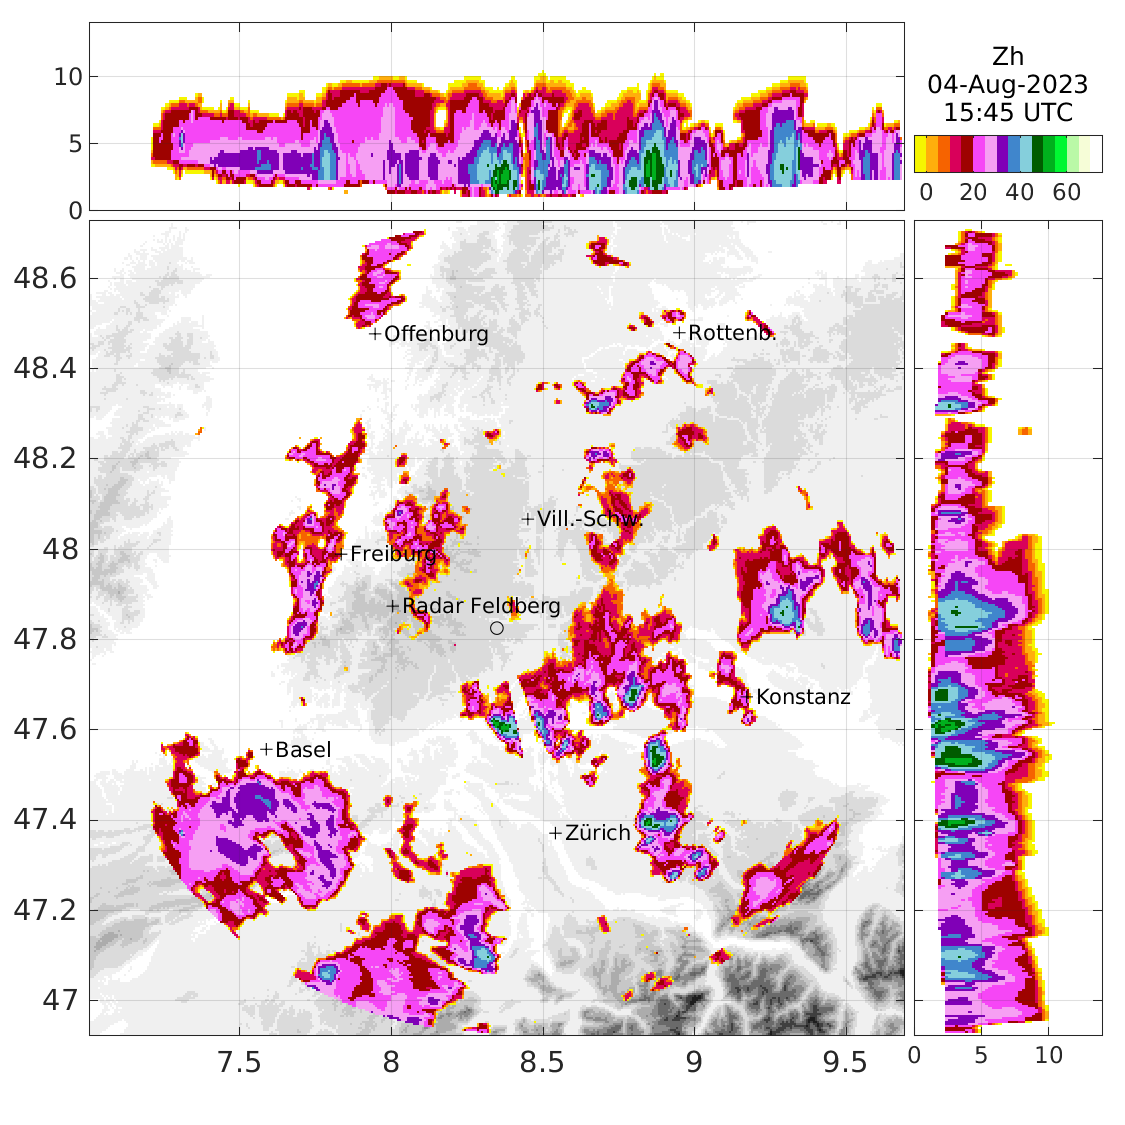 Zh
04-Aug-2023
15:45 UTC
0 20 40 60
10
5
0
48.6
48.4
48.2
48
47.8
47.6
47.4
47.2
47
+Offenburg
+Rottenb.
+Vill.-Schw.
+Freiburg
+Radar Feldberg
+Konstanz
+Basel
+Zürich
7.5 8 8.5 9 9.5
0 5 10